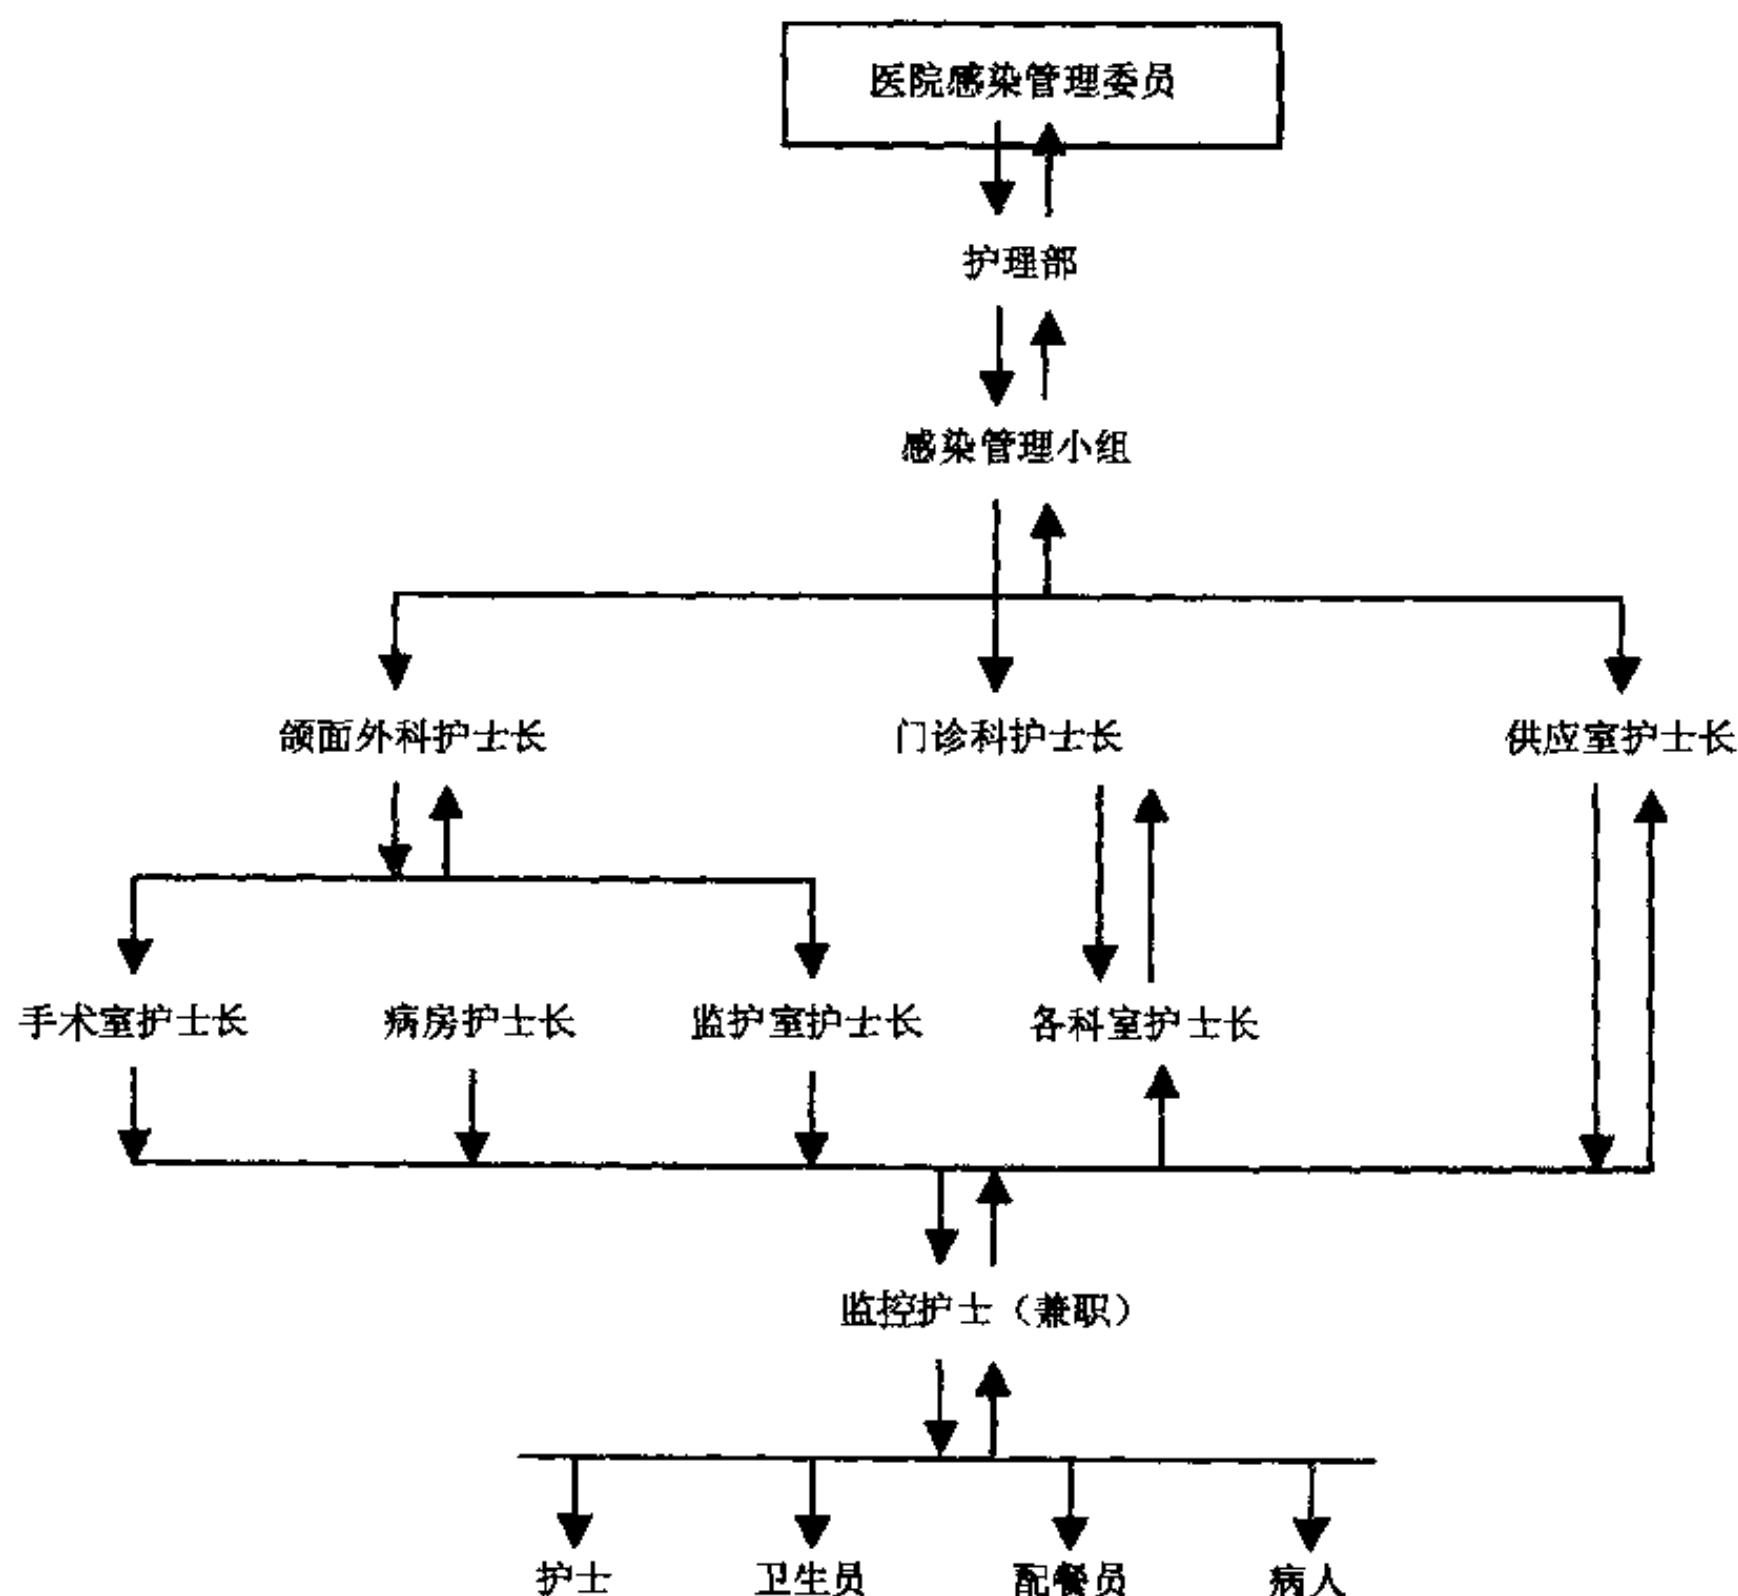 医院感染管理委员
护理部
感染管理小组
颌面外科护士长
门诊科护士长
供应室护士长
手术室护士长
病房护士长
监护室护士长
各科室护士长
监控护士（兼职）
护士
卫生员
配餐员
病人